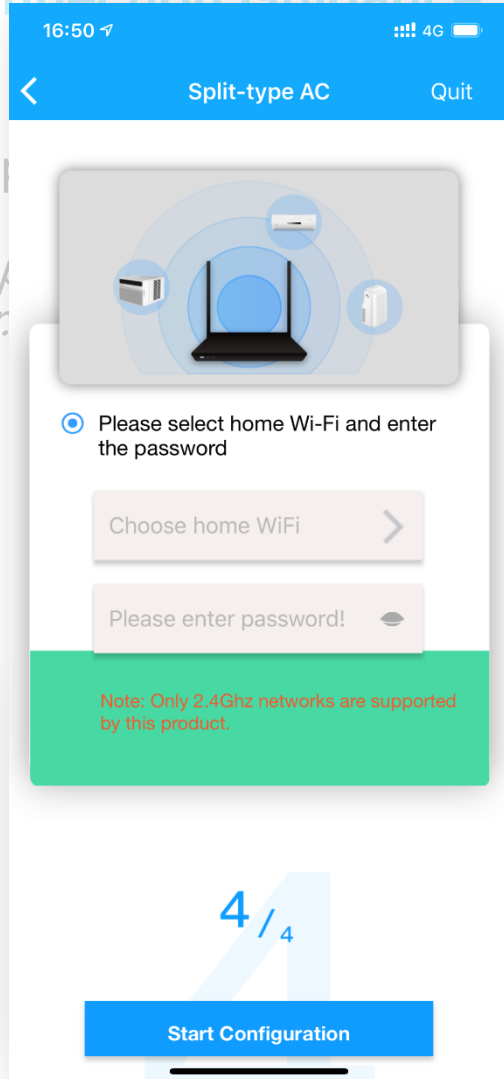 16:50
4G
Split-type AC
Quit
Please select home Wi-Fi and enter
the password
Choose home WiFi
Please enter password!
Note: Only 2.4Ghz networks are supported
by this product.
4/4
Start Configuration